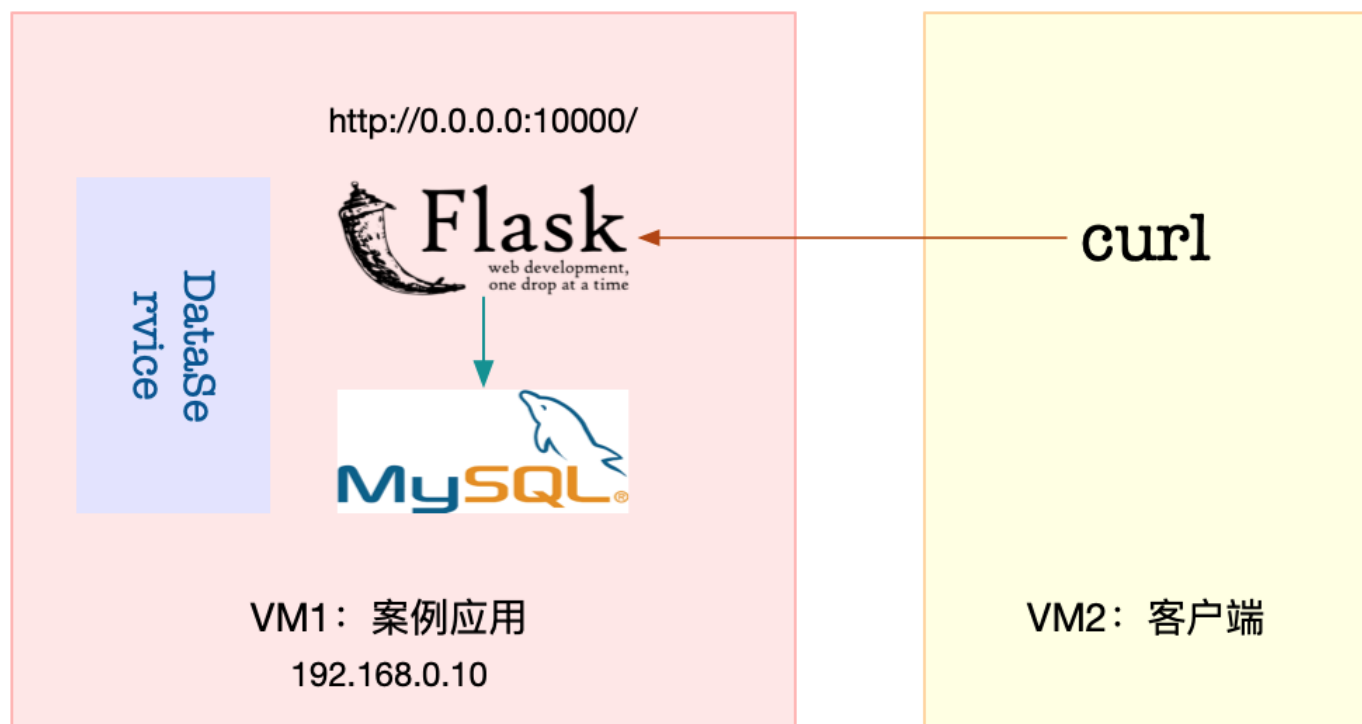 http://0.0.0.0:10000/
DataSe
rvice
Flask
web development,
one drop at a time
curl
MySQL®
VM1：案例应用
192.168.0.10
VM2：客户端